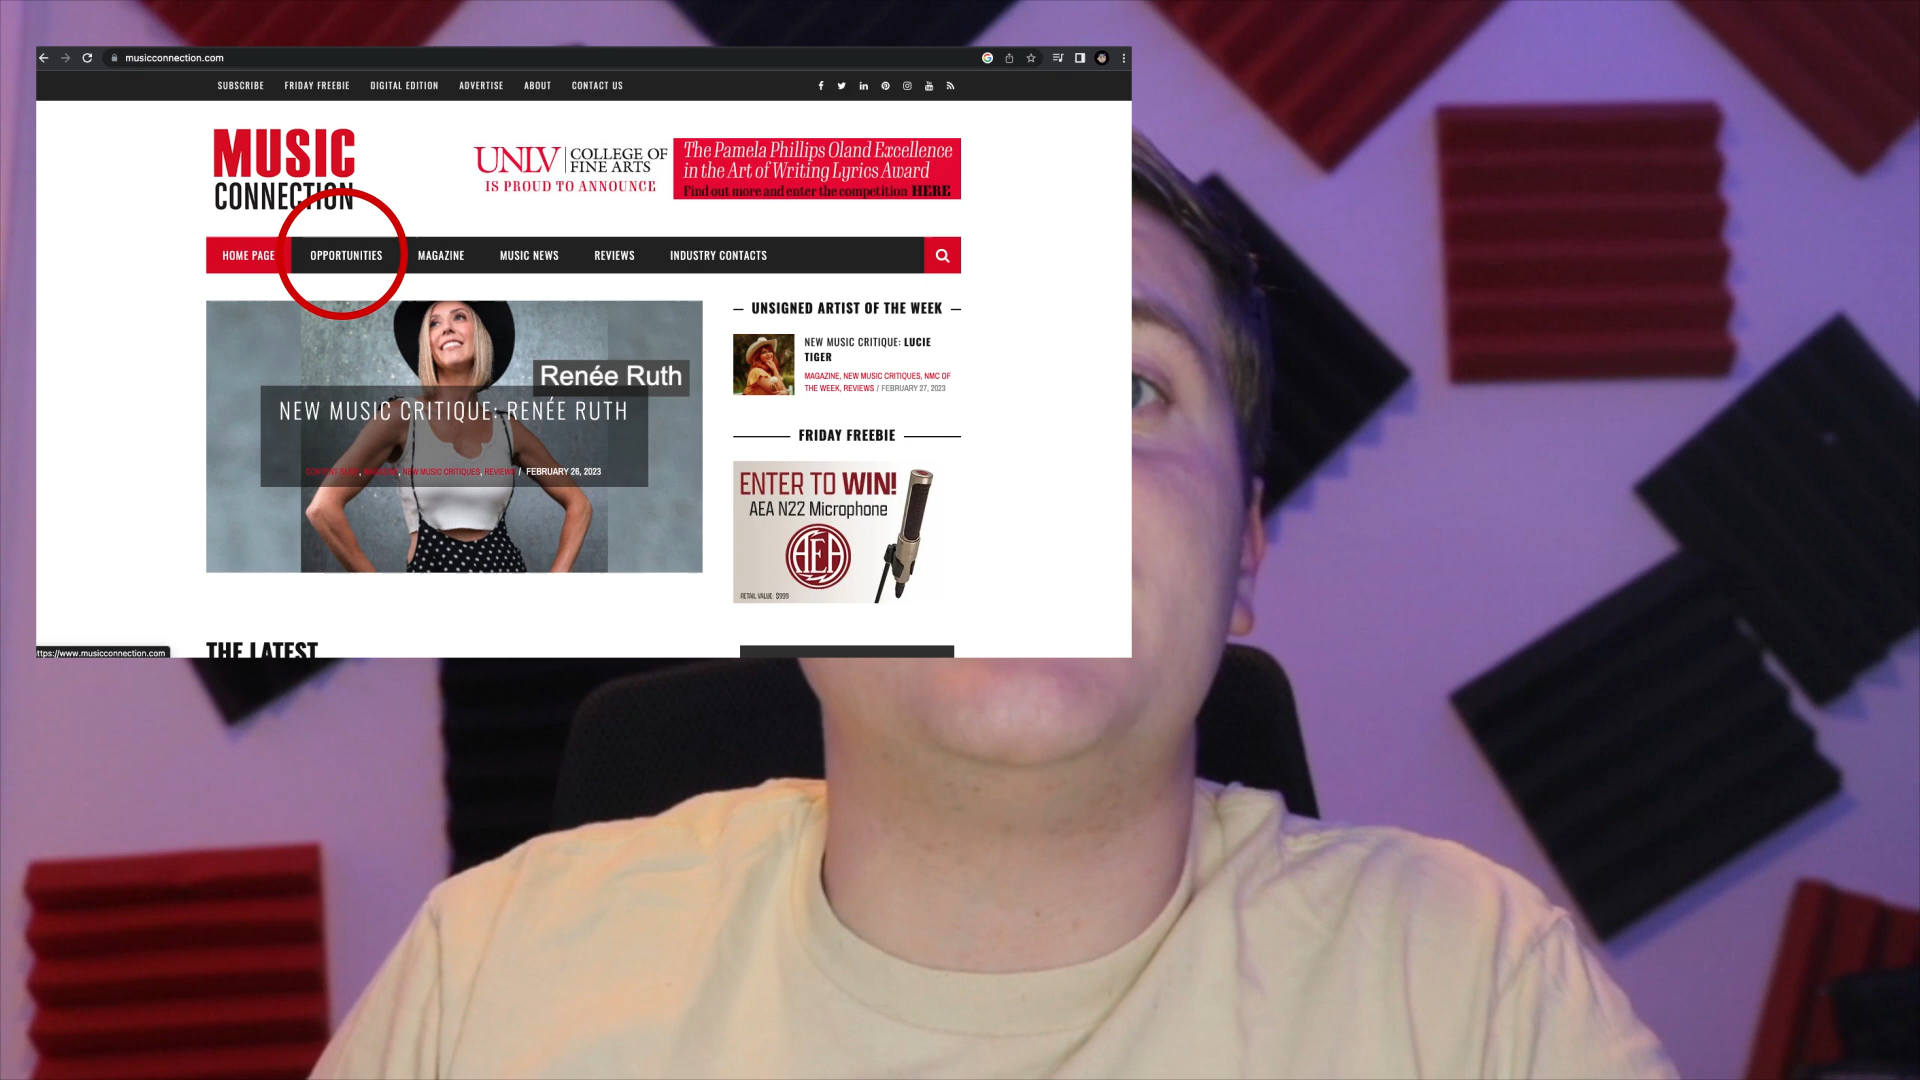 musicconnection.com
SUBSCRIBE FRIDAY FREEBIE DIGITAL EDITION ADVERTISE ABOUT CONTACT US
MUSIC
CONNECTION
UNLV COLLEGE OF
FINE ARTS
IS PROUD TO ANNOUNCE
The Pamela Phillips Oland Excellence
in the Art of Writing Lyrics Award
Find out more and enter the competition HERE
HOME PAGE OPPORTUNITIES MAGAZINE MUSIC NEWS REVIEWS INDUSTRY CONTACTS
Renée Ruth
NEW MUSIC CRITIQUE: RENÉE RUTH
, NEW MUSIC CRITIQUES, REVIEWS / FEBRUARY 26, 2023
UNSIGNED ARTIST OF THE WEEK
NEW MUSIC CRITIQUE: LUCIE
TIGER
MAGAZINE, NEW MUSIC CRITIQUES, NMC OF
THE WEEK, REVIEWS / FEBRUARY 27, 2023
FRIDAY FREEBIE
ENTER TO WIN!
AEA N22 Microphone
AEA
RETAIL VALUE: $999
THE LATEST
ttps://www.musicconnection.com